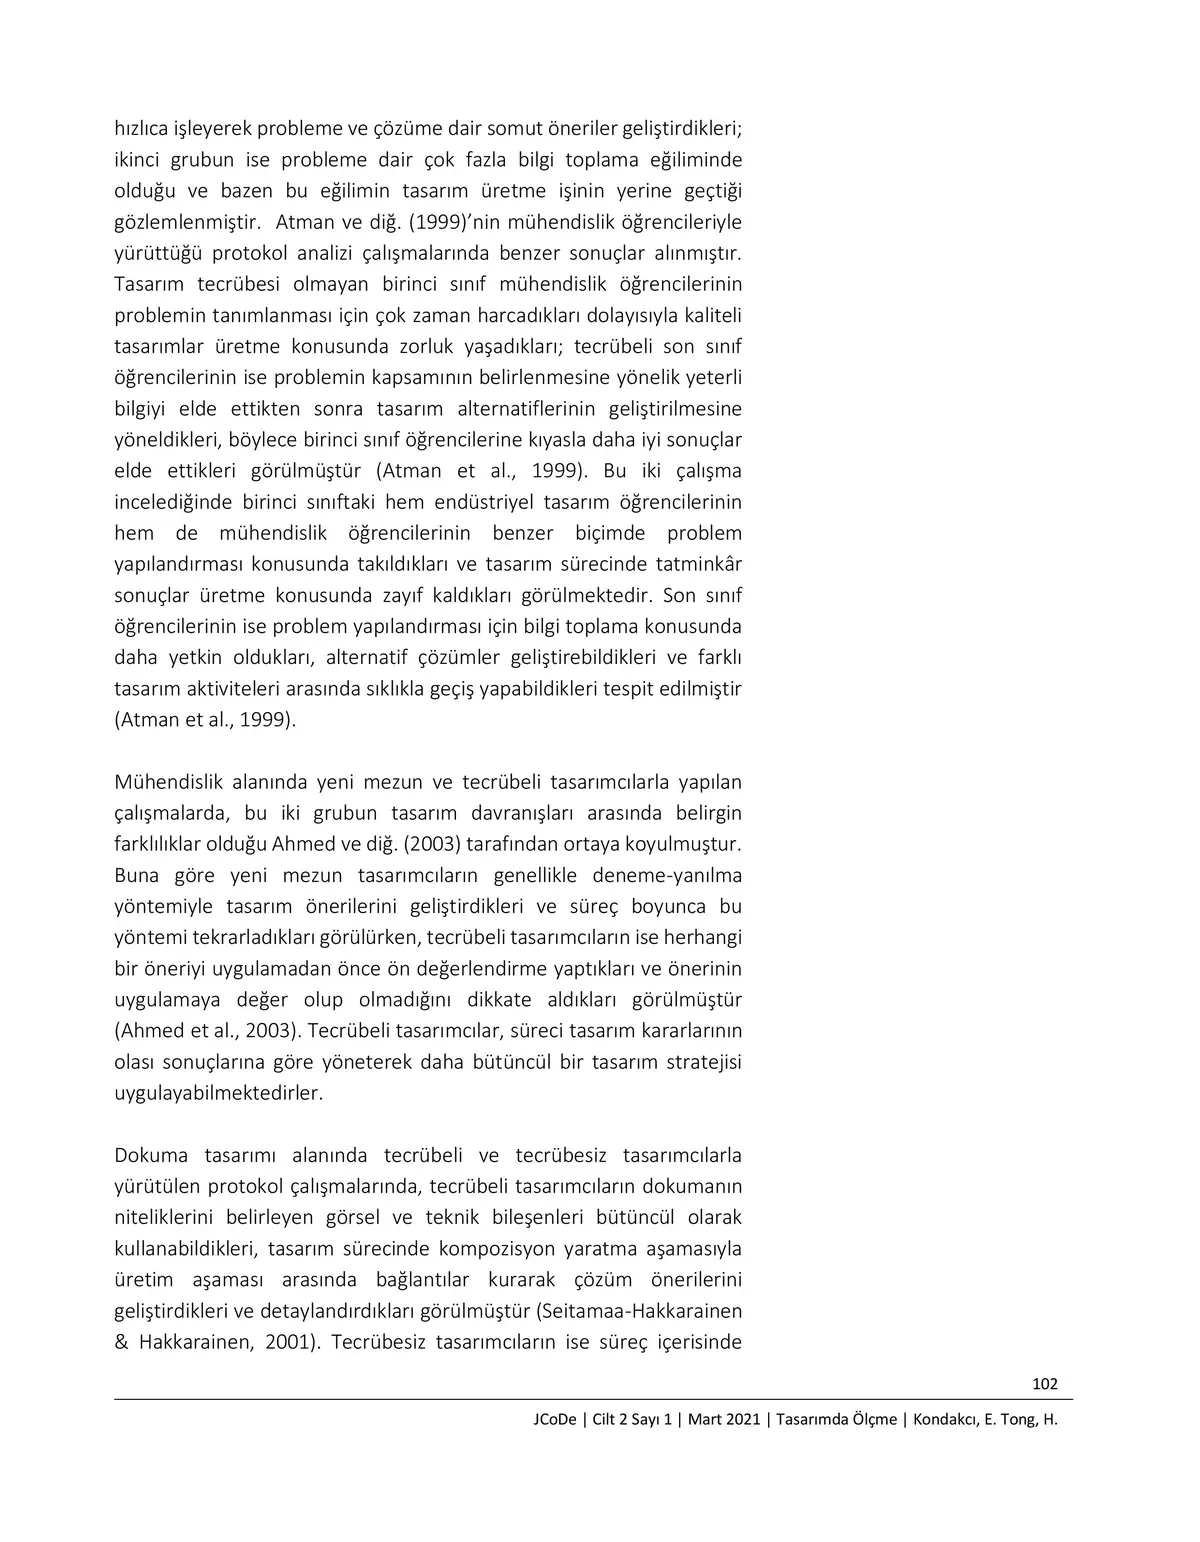 hızlıca işleyerek probleme ve çözüme dair somut öneriler geliştirdikleri;
ikinci grubun ise probleme dair çok fazla bilgi toplama eğiliminde
olduğu ve bazen bu eğilimin tasarım üretme işinin yerine geçtiği
gözlemlenmiştir.  Atman ve diğ. (1999)’nin mühendislik öğrencileriyle
yürüttüğü protokol analizi çalışmalarında benzer sonuçlar alınmıştır.
Tasarım tecrübesi olmayan birinci sınıf mühendislik öğrencilerinin
problemin tanımlanması için çok zaman harcadıkları dolayısıyla kaliteli
tasarımlar üretme konusunda zorluk yaşadıkları; tecrübeli son sınıf
öğrencilerinin ise problemin kapsamının belirlenmesine yönelik yeterli
bilgiyi elde ettikten sonra tasarım alternatiflerinin geliştirilmesine
yöneldikleri, böylece birinci sınıf öğrencilerine kıyasla daha iyi sonuçlar
elde ettikleri görülmüştür (Atman et al., 1999). Bu iki çalışma
incelediğinde birinci sınıftaki hem endüstriyel tasarım öğrencilerinin
hem de mühendislik öğrencilerinin benzer biçimde problem
yapılandırması konusunda takıldıkları ve tasarım sürecinde tatminkâr
sonuçlar üretme konusunda zayıf kaldıkları görülmektedir. Son sınıf
öğrencilerinin ise problem yapılandırması için bilgi toplama konusunda
daha yetkin oldukları, alternatif çözümler geliştirebildikleri ve farklı
tasarım aktiviteleri arasında sıklıkla geçiş yapabildikleri tespit edilmiştir
(Atman et al., 1999).
Mühendislik alanında yeni mezun ve tecrübeli tasarımcılarla yapılan
çalışmalarda, bu iki grubun tasarım davranışları arasında belirgin
farklılıklar olduğu Ahmed ve diğ. (2003) tarafından ortaya koyulmuştur.
Buna göre yeni mezun tasarımcıların genellikle deneme-yanılma
yöntemiyle tasarım önerilerini geliştirdikleri ve süreç boyunca bu
yöntemi tekrarladıkları görülürken, tecrübeli tasarımcıların ise herhangi
bir öneriyi uygulamadan önce ön değerlendirme yaptıkları ve önerinin
uygulamaya değer olup olmadığını dikkate aldıkları görülmüştür
(Ahmed et al., 2003). Tecrübeli tasarımcılar, süreci tasarım kararlarının
olası sonuçlarına göre yöneterek daha bütüncül bir tasarım stratejisi
uygulayabilmektedirler.
Dokuma tasarımı alanında tecrübeli ve tecrübesiz tasarımcılarla
yürütülen protokol çalışmalarında, tecrübeli tasarımcıların dokumanın
niteliklerini belirleyen görsel ve teknik bileşenleri bütüncül olarak
kullanabildikleri, tasarım sürecinde kompozisyon yaratma aşamasıyla
üretim aşaması arasında bağlantılar kurarak çözüm önerilerini
geliştirdikleri ve detaylandırdıkları görülmüştür (Seitamaa-Hakkarainen
& Hakkarainen, 2001). Tecrübesiz tasarımcıların ise süreç içerisinde
102
JCoDe | Cilt 2 Sayı 1 | Mart 2021 | Tasarımda Ölçme | Kondakcı, E. Tong, H.